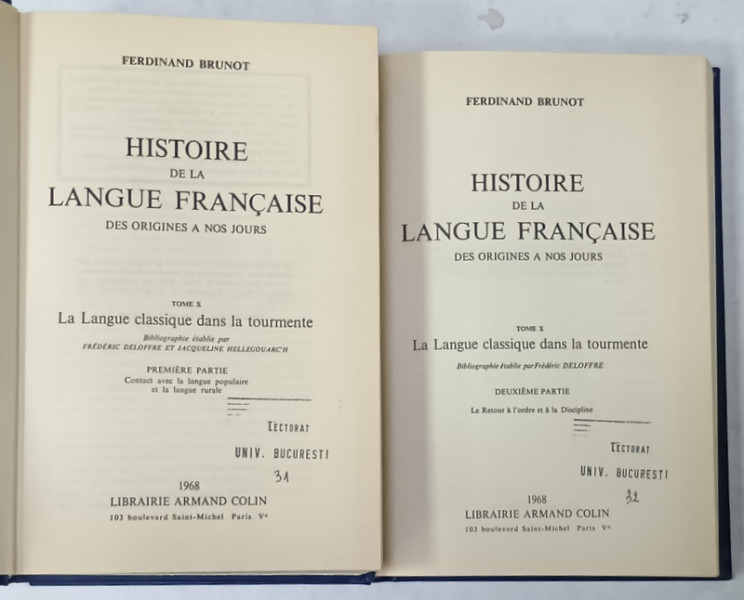 FERDINAND BRUNOT
HISTOIRE
DE LA
LANGUE FRANÇAISE
DES ORIGINES A NOS JOURS
TOME X
La Langue classique dans la tourmente
Bibliographie établie par
FRÉDÉRIC DELOFFRE ET JACQUELINE HELLEGOUARC'H
PREMIÈRE PARTIE
Contact avec la langue populaire
et la langue rurale
LECTORAT
UNIV. BUCUREȘTI
31
1968
LIBRAIRIE ARMAND COLIN
103 boulevard Saint-Michel Paris. Vᵉ
FERDINAND BRUNOT
HISTOIRE
DE LA
LANGUE FRANÇAISE
DES ORIGINES A NOS JOURS
TOME X
La Langue classique dans la tourmente
Bibliographie établie par Frédéric DELOFFRE
DEUXIÈME PARTIE
Le Retour à l'ordre et à la Discipline
LECTORAT
UNIV. BUCUREȘTI
32
1968
LIBRAIRIE ARMAND COLIN
103 boulevard Saint-Michel Paris Vᵉ